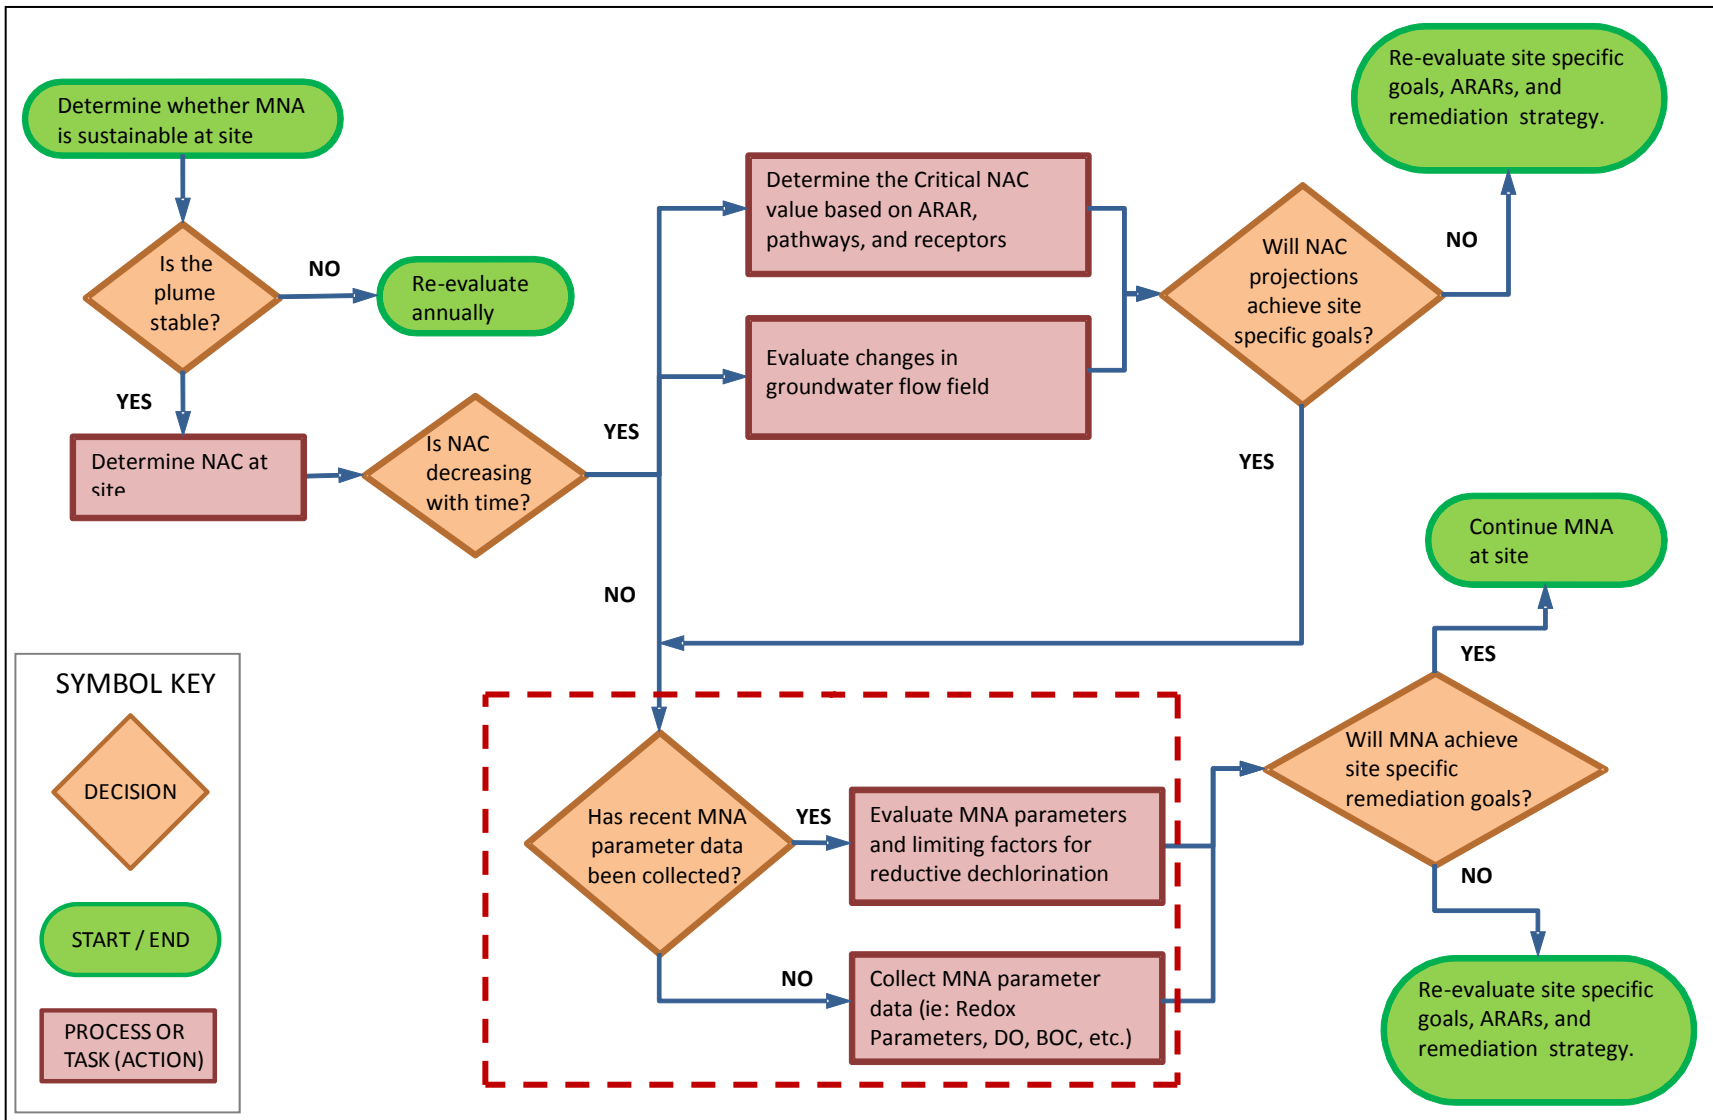 Determine whether MNA
is sustainable at site
Is the
plume
stable?
NO
Re-evaluate
annually
YES
Determine NAC at
site
Is NAC
decreasing
with time?
YES
NO
Determine the Critical NAC
value based on ARAR,
pathways, and receptors
Evaluate changes in
groundwater flow field
Will NAC
projections
achieve site
specific goals?
NO
Re-evaluate site specific
goals, ARARs, and
remediation strategy.
YES
Has recent MNA
parameter data
been collected?
YES
Evaluate MNA parameters
and limiting factors for
reductive dechlorination
NO
Collect MNA parameter
data (ie: Redox
Parameters, DO, BOC, etc.)
Will MNA achieve
site specific
remediation goals?
YES
Continue MNA
at site
NO
Re-evaluate site specific
goals, ARARs, and
remediation strategy.
SYMBOL KEY
DECISION
START / END
PROCESS OR
TASK (ACTION)